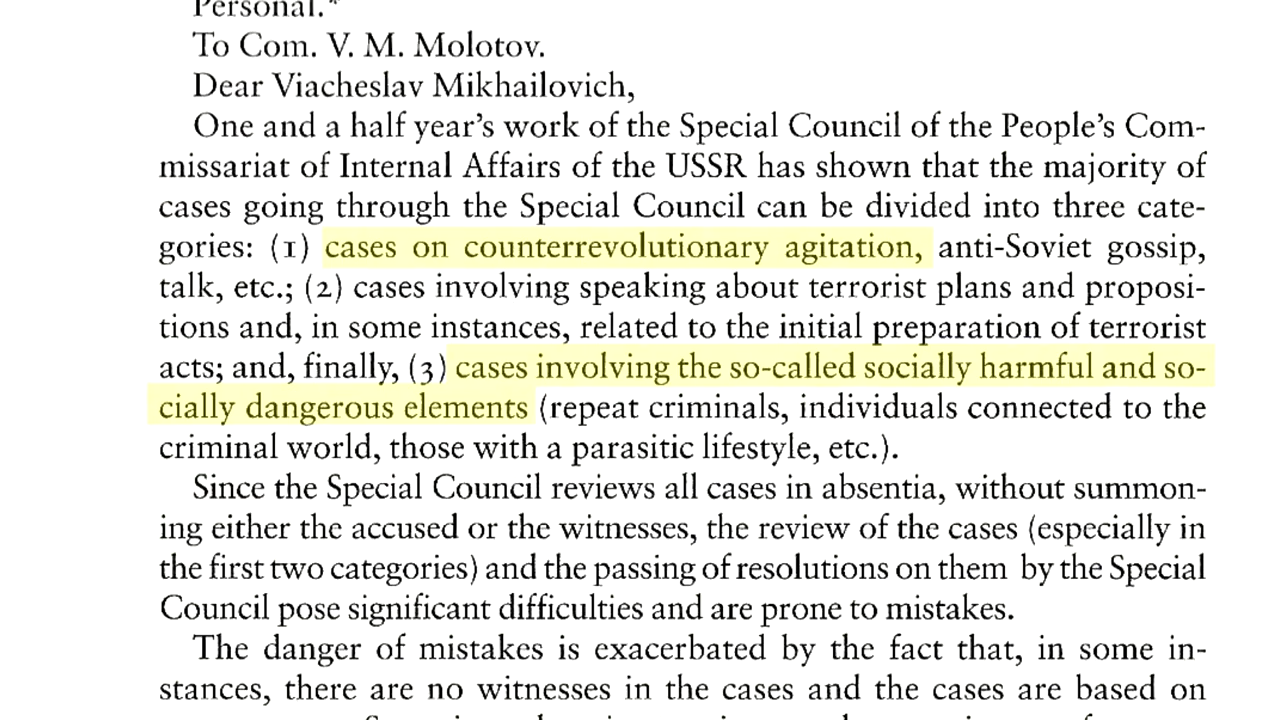 Personal.*
To Com. V. M. Molotov.
Dear Viacheslav Mikhailovich,
One and a half year's work of the Special Council of the People's Com-
missariat of Internal Affairs of the USSR has shown that the majority of
cases going through the Special Council can be divided into three cate-
gories: (1) cases on counterrevolutionary agitation, anti-Soviet gossip,
talk, etc.; (2) cases involving speaking about terrorist plans and proposi-
tions and, in some instances, related to the initial preparation of terrorist
acts; and, finally, (3) cases involving the so-called socially harmful and so-
cially dangerous elements (repeat criminals, individuals connected to the
criminal world, those with a parasitic lifestyle, etc.).
Since the Special Council reviews all cases in absentia, without summon-
ing either the accused or the witnesses, the review of the cases (especially in
the first two categories) and the passing of resolutions on them by the Special
Council pose significant difficulties and are prone to mistakes.
The danger of mistakes is exacerbated by the fact that, in some in-
stances, there are no witnesses in the cases and the cases are based on